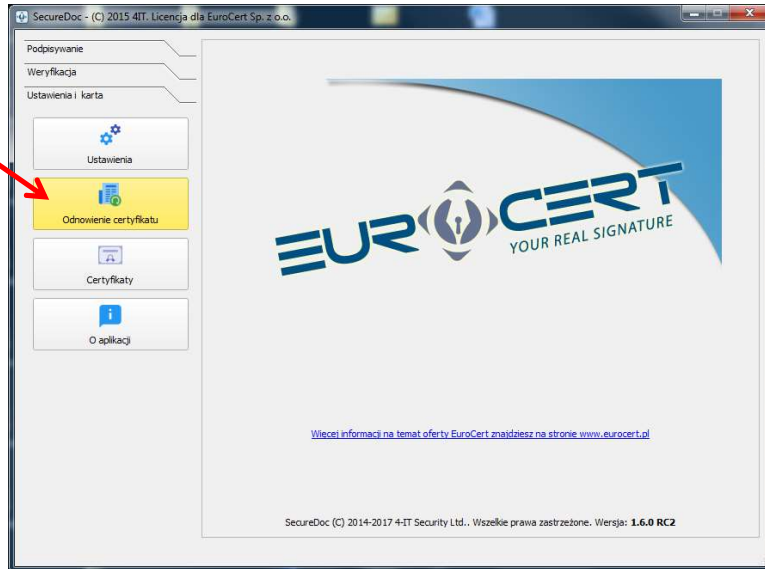 SecureDoc - (C) 2015 4IT. Licencja dla EuroCert Sp. z o.o.
Podpisywanie
Weryfikacja
Ustawienia i karta
Ustawienia
Odnowienie certyfikatu
Certyfikaty
O aplikacji
EUROCERT
YOUR REAL SIGNATURE
Więcej informacji na temat oferty EuroCert znajdziesz na stronie www.eurocert.pl
SecureDoc (C) 2014-2017 4-IT Security Ltd.. Wszelkie prawa zastrzeżone. Wersja: 1.6.0 RC2